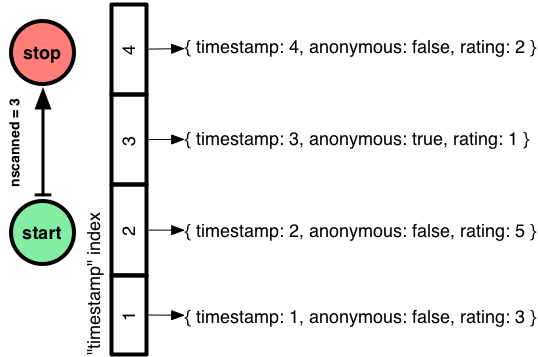 stop
4
{ timestamp: 4, anonymous: false, rating: 2 }
nscanned = 3
3
{ timestamp: 3, anonymous: true, rating: 1 }
start
2
{ timestamp: 2, anonymous: false, rating: 5 }
"timestamp" index
1
{ timestamp: 1, anonymous: false, rating: 3 }